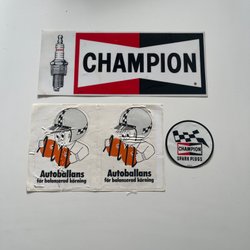 CHAMPION
Autoballans
för balanserad körning
Autoballans
för balanserad körning
CHAMPION
SPARK PLUGS